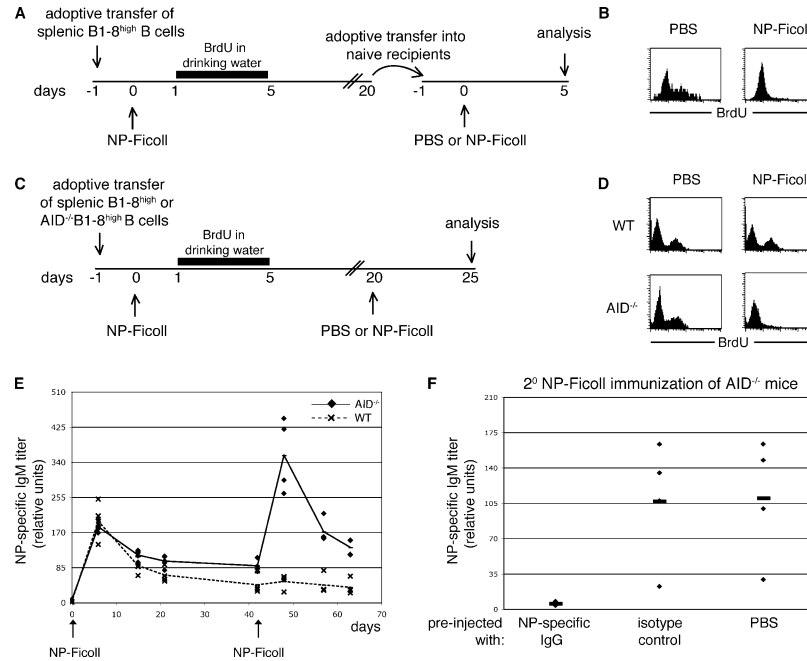 A
adoptive transfer of
splenic B1-8high B cells
BrdU in
drinking water
adoptive transfer into
naive recipients
analysis
days
-1 0 1 5 20 -1 0 5
NP-Ficoll
PBS or NP-Ficoll
B
PBS NP-Ficoll
BrdU
C
adoptive transfer
of splenic B1-8high or
AID-/-B1-8high B cells
BrdU in
drinking water
analysis
days
-1 0 1 5 20 25
NP-Ficoll
PBS or NP-Ficoll
D
PBS NP-Ficoll
WT
AID-/-
BrdU
E
NP-specific IgM titer
(relative units)
510
425
340
255
170
85
0
AID-/-
WT
0 10 20 30 40 50 60 70
days
NP-Ficoll NP-Ficoll
F
2⁰ NP-Ficoll immunization of AID-/- mice
NP-specific IgM titer
(relative units)
210
175
140
105
70
35
0
pre-injected
with:
NP-specific
IgG
isotype
control
PBS